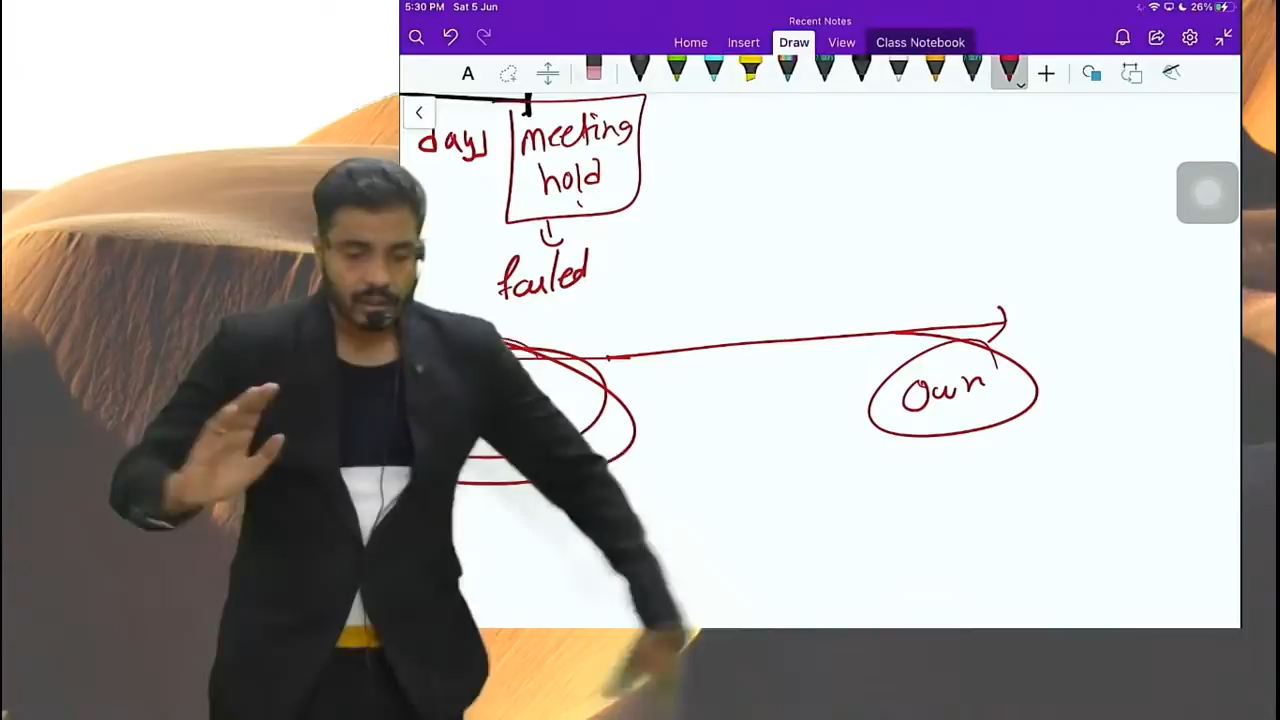 5:30 PM Sat 5 Jun
26%
Recent Notes
Home Insert Draw View Class Notebook
A
days
meeting
hold
failed
own